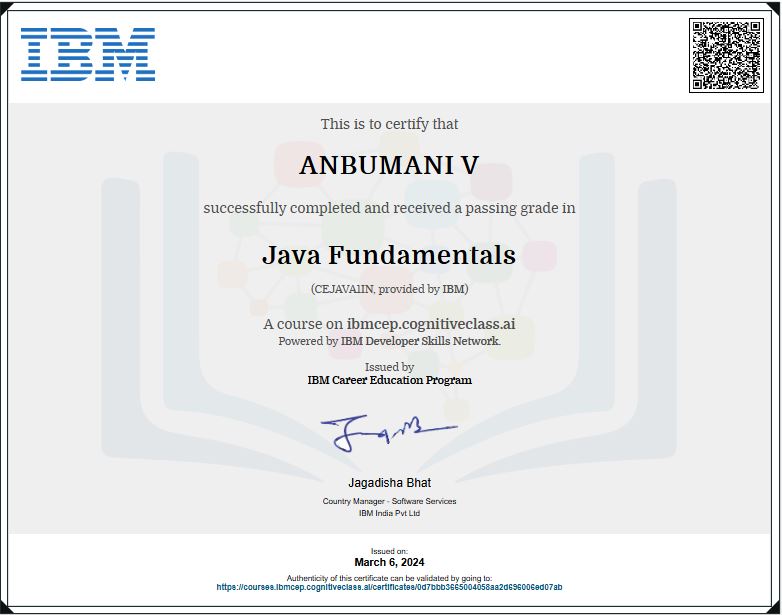 IBM
This is to certify that
ANBUMANI V
successfully completed and received a passing grade in
Java Fundamentals
(CEJAVA1IN, provided by IBM)
A course on ibmcep.cognitiveclass.ai
Powered by IBM Developer Skills Network.
Issued by
IBM Career Education Program
Jagadisha Bhat
Country Manager - Software Services
IBM India Pvt Ltd
Issued on:
March 6, 2024
Authenticity of this certificate can be validated by going to:
https://courses.ibmcep.cognitiveclass.ai/certificates/0d7bbb3665004058aa2d696006ed07ab